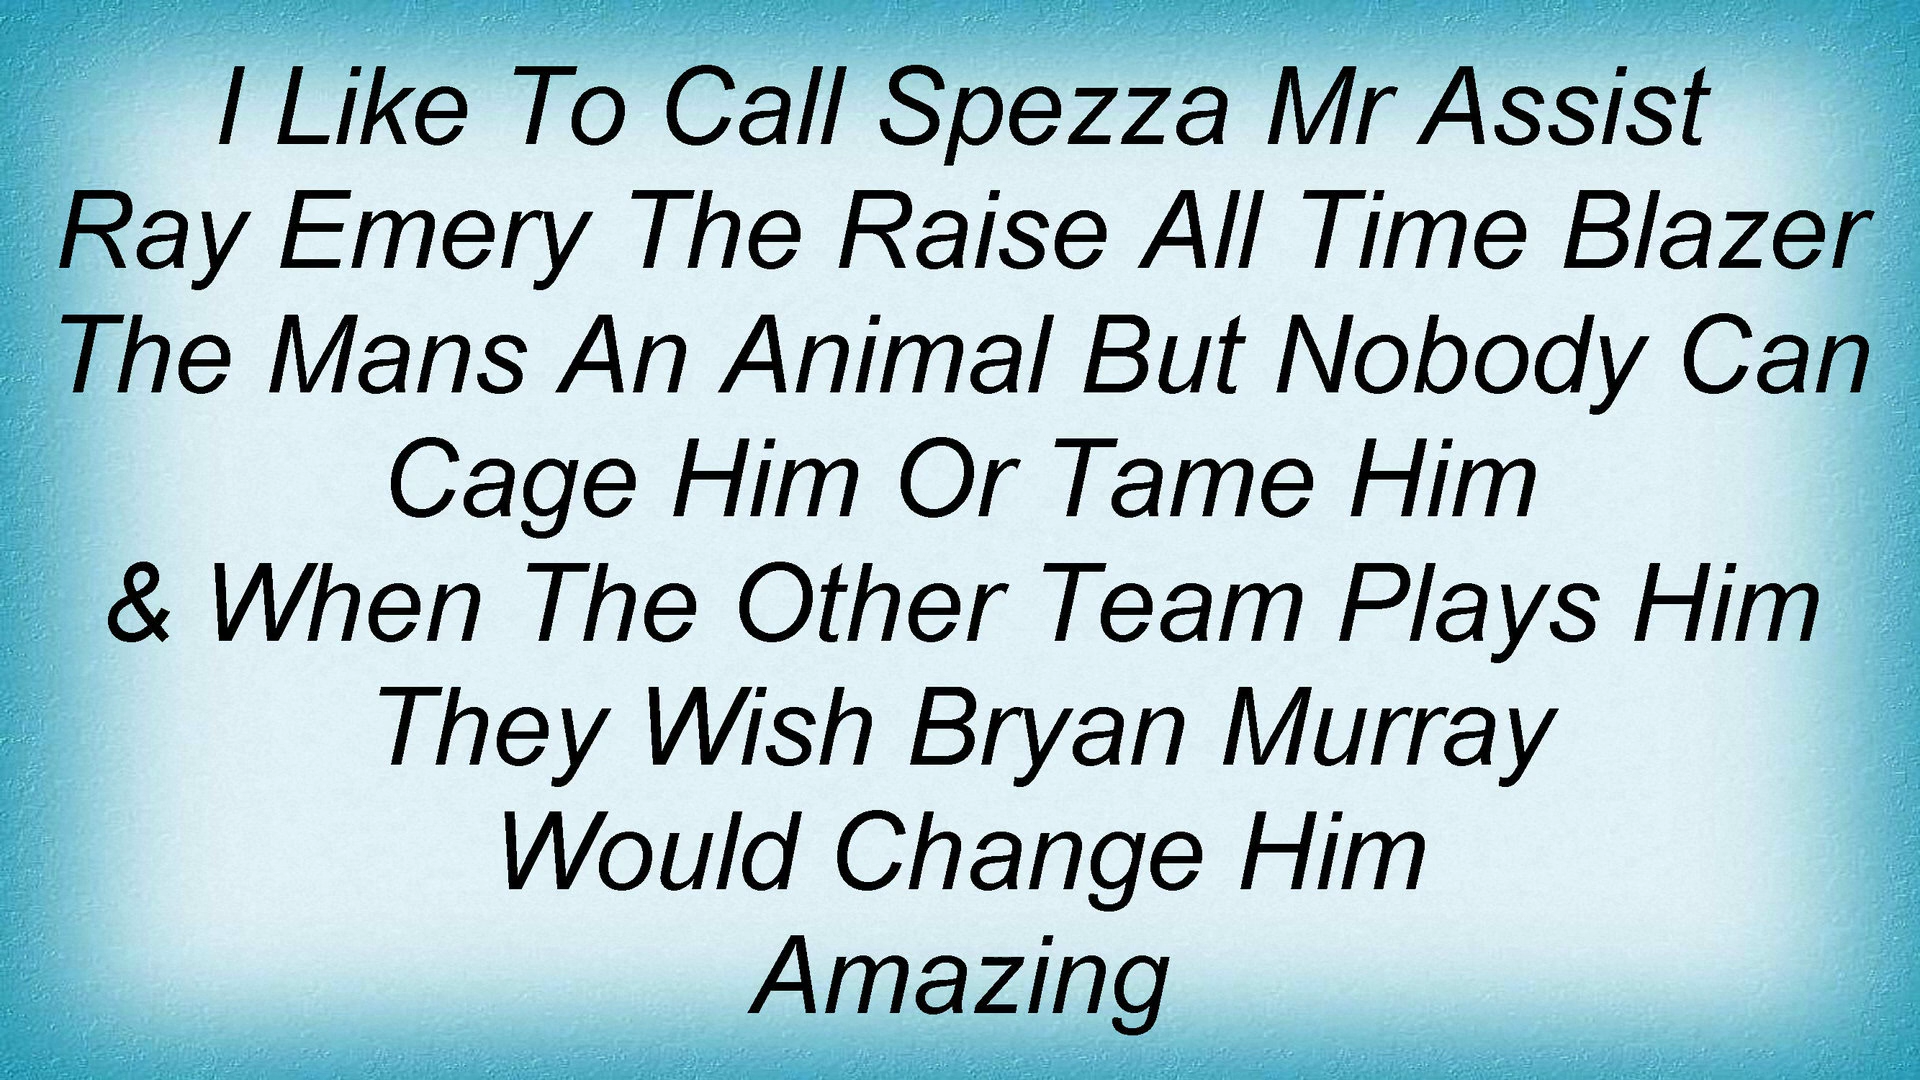 I Like To Call Spezza Mr Assist
Ray Emery The Raise All Time Blazer
The Mans An Animal But Nobody Can
Cage Him Or Tame Him
& When The Other Team Plays Him
They Wish Bryan Murray
Would Change Him
Amazing